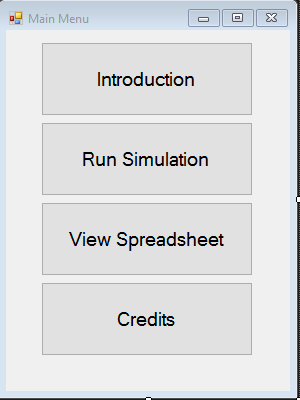 Main Menu
Introduction
Run Simulation
View Spreadsheet
Credits